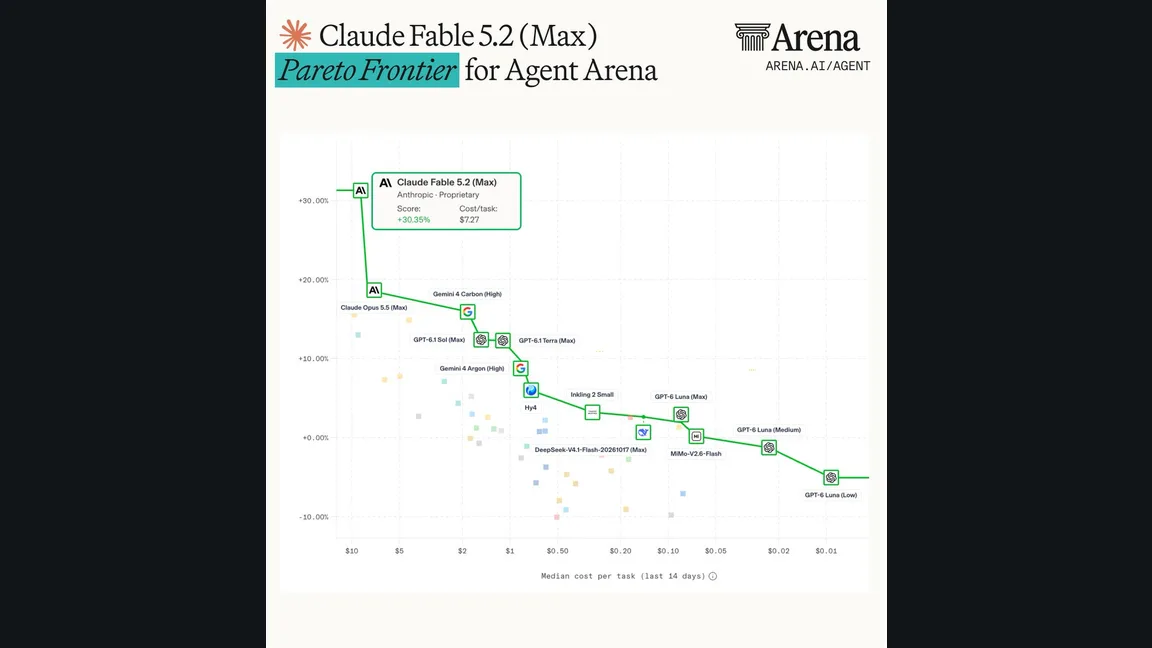 Claude Fable 5.2 (Max)
Pareto Frontier for Agent Arena
Arena
ARENA.AI/AGENT
Claude Fable 5.2 (Max)
Anthropic · Proprietary
Score: Cost/task:
+30.35% $7.27
+30.00%
+20.00%
+10.00%
+0.00%
-10.00%
Claude Opus 5.5 (Max)
Gemini 4 Carbon (High)
GPT-6.1 Sol (Max)
GPT-6.1 Terra (Max)
Gemini 4 Argon (High)
Hy4
Inkling 2 Small
GPT-6 Luna (Max)
DeepSeek-V4.1-Flash-20261017 (Max)
MiMo-V2.6-Flash
GPT-6 Luna (Medium)
GPT-6 Luna (Low)
$10 $5 $2 $1 $0.50 $0.20 $0.10 $0.05 $0.02 $0.01
Median cost per task (last 14 days)